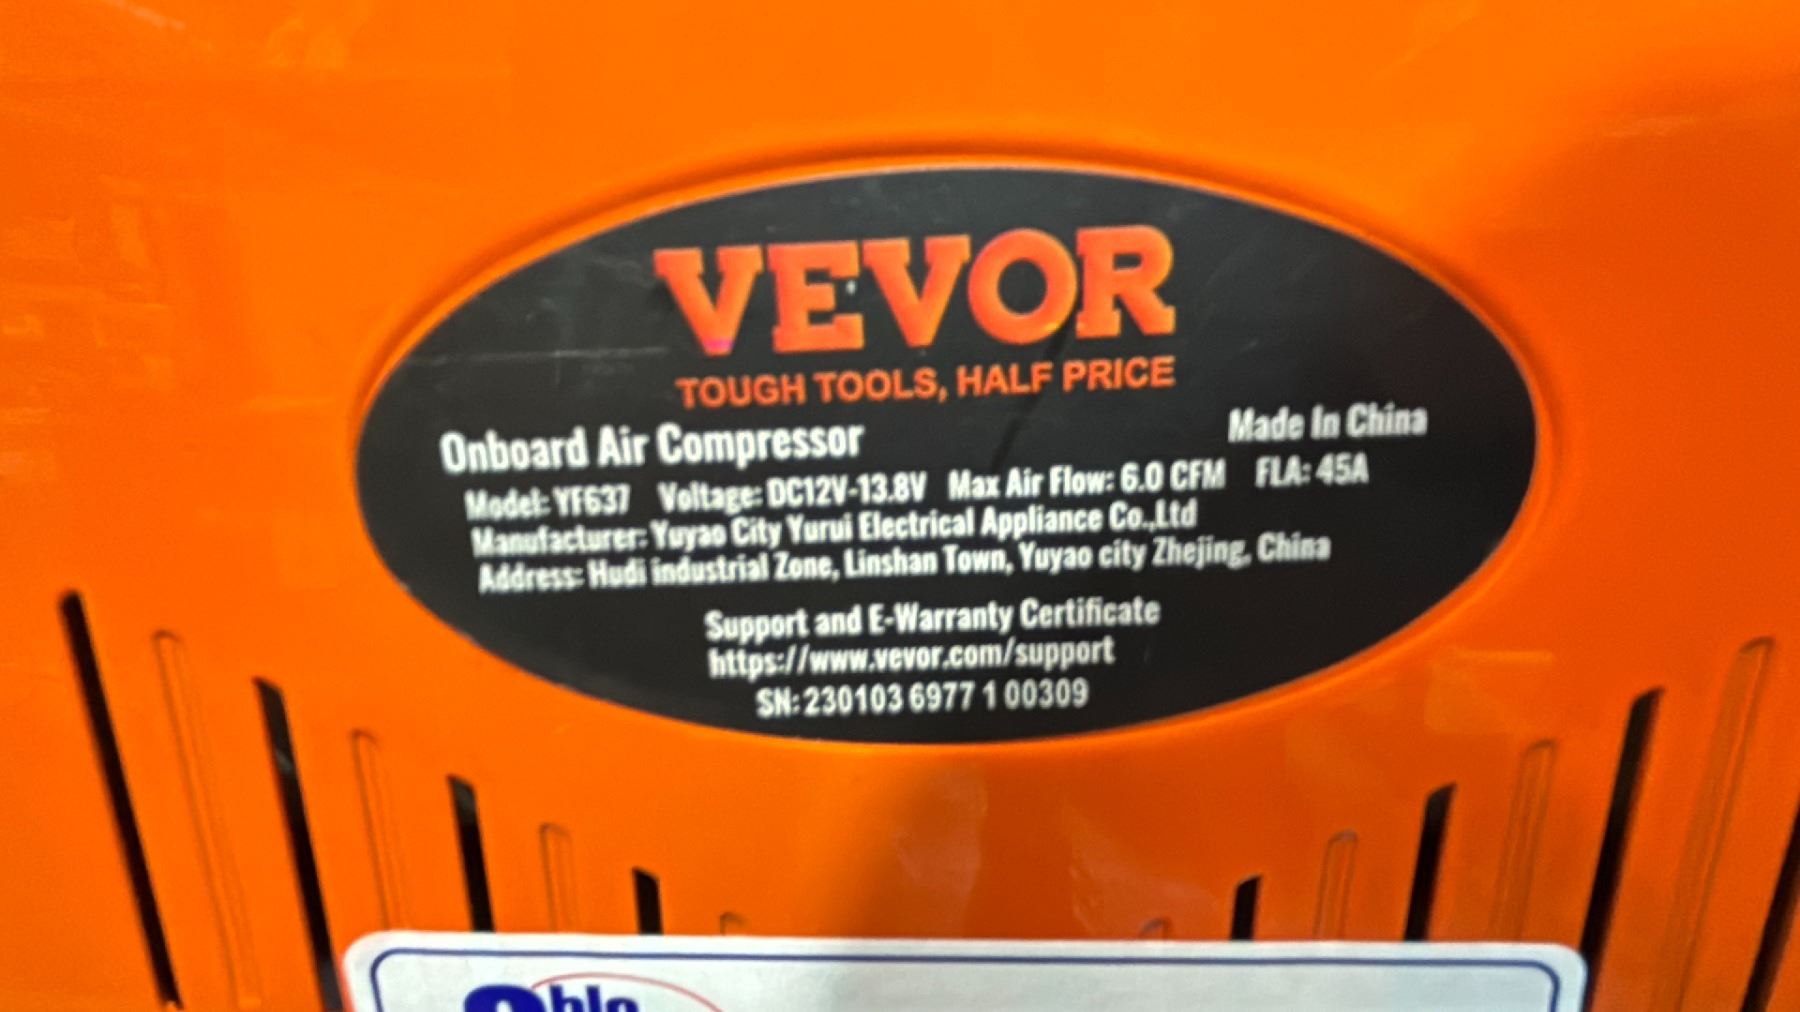 VEVOR
TOUGH TOOLS, HALF PRICE
Onboard Air Compressor Made In China
Model: YF637 Voltage: DC12V-13.8V Max Air Flow: 6.0 CFM FLA: 45A
Manufacturer: Yuyao City Yurui Electrical Appliance Co.,Ltd
Address: Hudi industrial Zone, Linshan Town, Yuyao city Zhejing, China
Support and E-Warranty Certificate
https://www.vevor.com/support
SN: 230103 6977 1 00309